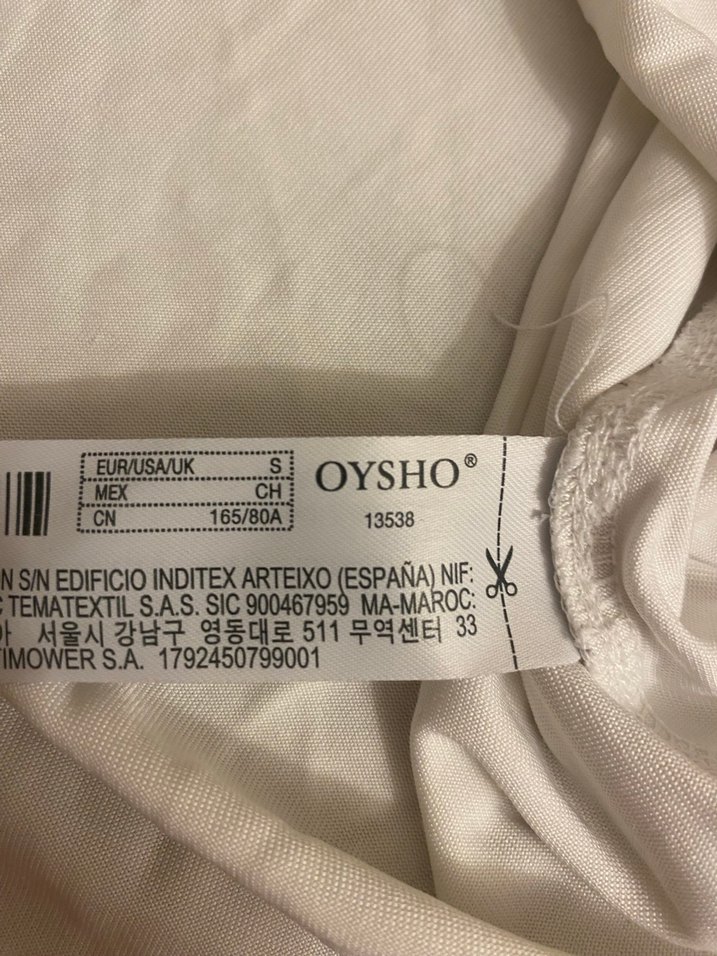 EUR/USA/UK S
MEX CH
CN 165/80A
OYSHO®
13538
N S/N EDIFICIO INDITEX ARTEIXO (ESPAÑA) NIF:
TEMATEXTIL S.A.S. SIC 900467959 MA-MAROC:
서울시 강남구 영동대로 511 무역센터 33
TIMOWER S.A. 1792450799001